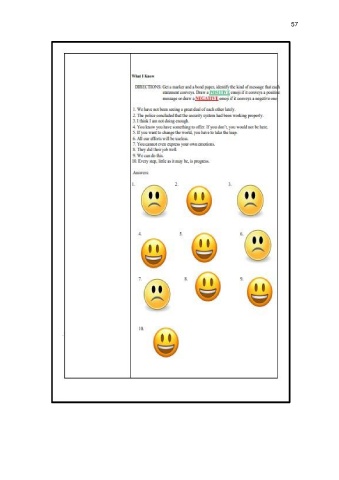 57
What I Know
DIRECTIONS: Get a marker and a bond paper, identify the kind of message that each
statement conveys. Draw a POSITIVE emoji if it conveys a positive
message or draw a NEGATIVE emoji if it conveys a negative one
1. We have not been seeing a great deal of each other lately.
2. The police concluded that the security system had been working properly.
3. I think I am not doing enough.
4. You know you have something to offer. If you don't, you would not be here.
5. If you want to change the world, you have to take the leap.
6. All our efforts will be useless.
7. You cannot even express your own emotions.
8. They did their job well.
9. We can do this.
10. Every step, little as it may be, is progress.
Answers:
1. 2. 3.
4. 5. 6.
7. 8. 9.
10.